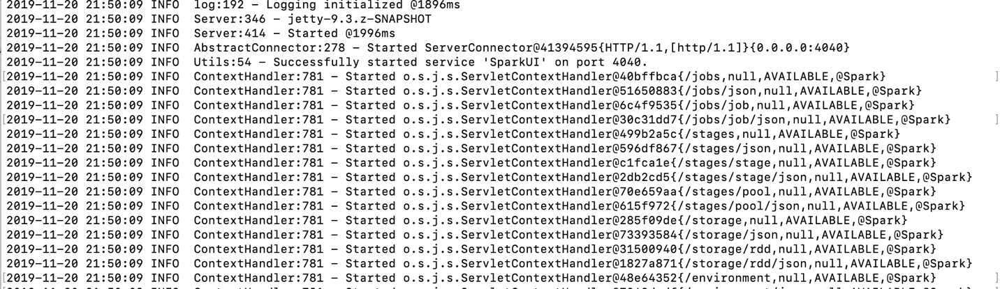 2019-11-20 21:50:09 INFO  log:192 - Logging initialized @1896ms
2019-11-20 21:50:09 INFO  Server:346 - jetty-9.3.z-SNAPSHOT
2019-11-20 21:50:09 INFO  Server:414 - Started @1996ms
2019-11-20 21:50:09 INFO  AbstractConnector:278 - Started ServerConnector@41394595{HTTP/1.1,[http/1.1]}{0.0.0.0:4040}
2019-11-20 21:50:09 INFO  Utils:54 - Successfully started service 'SparkUI' on port 4040.
[2019-11-20 21:50:09 INFO  ContextHandler:781 - Started o.s.j.s.ServletContextHandler@40bffbca{/jobs,null,AVAILABLE,@Spark} ]
2019-11-20 21:50:09 INFO  ContextHandler:781 - Started o.s.j.s.ServletContextHandler@51650883{/jobs/json,null,AVAILABLE,@Spark}
2019-11-20 21:50:09 INFO  ContextHandler:781 - Started o.s.j.s.ServletContextHandler@6c4f9535{/jobs/job,null,AVAILABLE,@Spark}
[2019-11-20 21:50:09 INFO  ContextHandler:781 - Started o.s.j.s.ServletContextHandler@30c31dd7{/jobs/job/json,null,AVAILABLE,@Spark} ]
2019-11-20 21:50:09 INFO  ContextHandler:781 - Started o.s.j.s.ServletContextHandler@499b2a5c{/stages,null,AVAILABLE,@Spark}
2019-11-20 21:50:09 INFO  ContextHandler:781 - Started o.s.j.s.ServletContextHandler@596df867{/stages/json,null,AVAILABLE,@Spark}
2019-11-20 21:50:09 INFO  ContextHandler:781 - Started o.s.j.s.ServletContextHandler@c1fca1e{/stages/stage,null,AVAILABLE,@Spark}
2019-11-20 21:50:09 INFO  ContextHandler:781 - Started o.s.j.s.ServletContextHandler@2db2cd5{/stages/stage/json,null,AVAILABLE,@Spark}
2019-11-20 21:50:09 INFO  ContextHandler:781 - Started o.s.j.s.ServletContextHandler@70e659aa{/stages/pool,null,AVAILABLE,@Spark}
2019-11-20 21:50:09 INFO  ContextHandler:781 - Started o.s.j.s.ServletContextHandler@615f972{/stages/pool/json,null,AVAILABLE,@Spark}
2019-11-20 21:50:09 INFO  ContextHandler:781 - Started o.s.j.s.ServletContextHandler@285f09de{/storage,null,AVAILABLE,@Spark}
2019-11-20 21:50:09 INFO  ContextHandler:781 - Started o.s.j.s.ServletContextHandler@73393584{/storage/json,null,AVAILABLE,@Spark}
2019-11-20 21:50:09 INFO  ContextHandler:781 - Started o.s.j.s.ServletContextHandler@31500940{/storage/rdd,null,AVAILABLE,@Spark}
2019-11-20 21:50:09 INFO  ContextHandler:781 - Started o.s.j.s.ServletContextHandler@1827a871{/storage/rdd/json,null,AVAILABLE,@Spark}
[2019-11-20 21:50:09 INFO  ContextHandler:781 - Started o.s.j.s.ServletContextHandler@48e64352{/environment,null,AVAILABLE,@Spark} ]